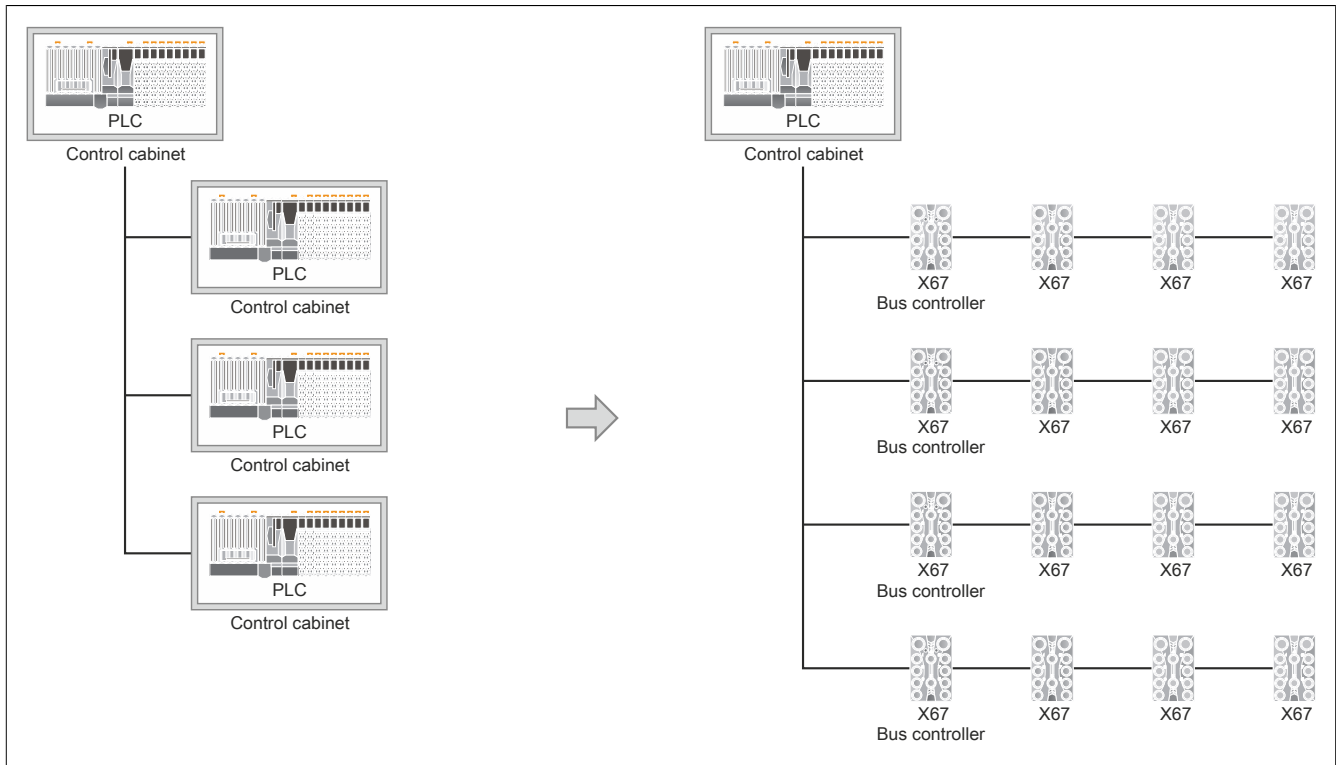 PLC
Control cabinet
PLC
Control cabinet
PLC
Control cabinet
PLC
Control cabinet
PLC
Control cabinet
X67 X67 X67 X67
Bus controller
X67 X67 X67 X67
Bus controller
X67 X67 X67 X67
Bus controller
X67 X67 X67 X67
Bus controller